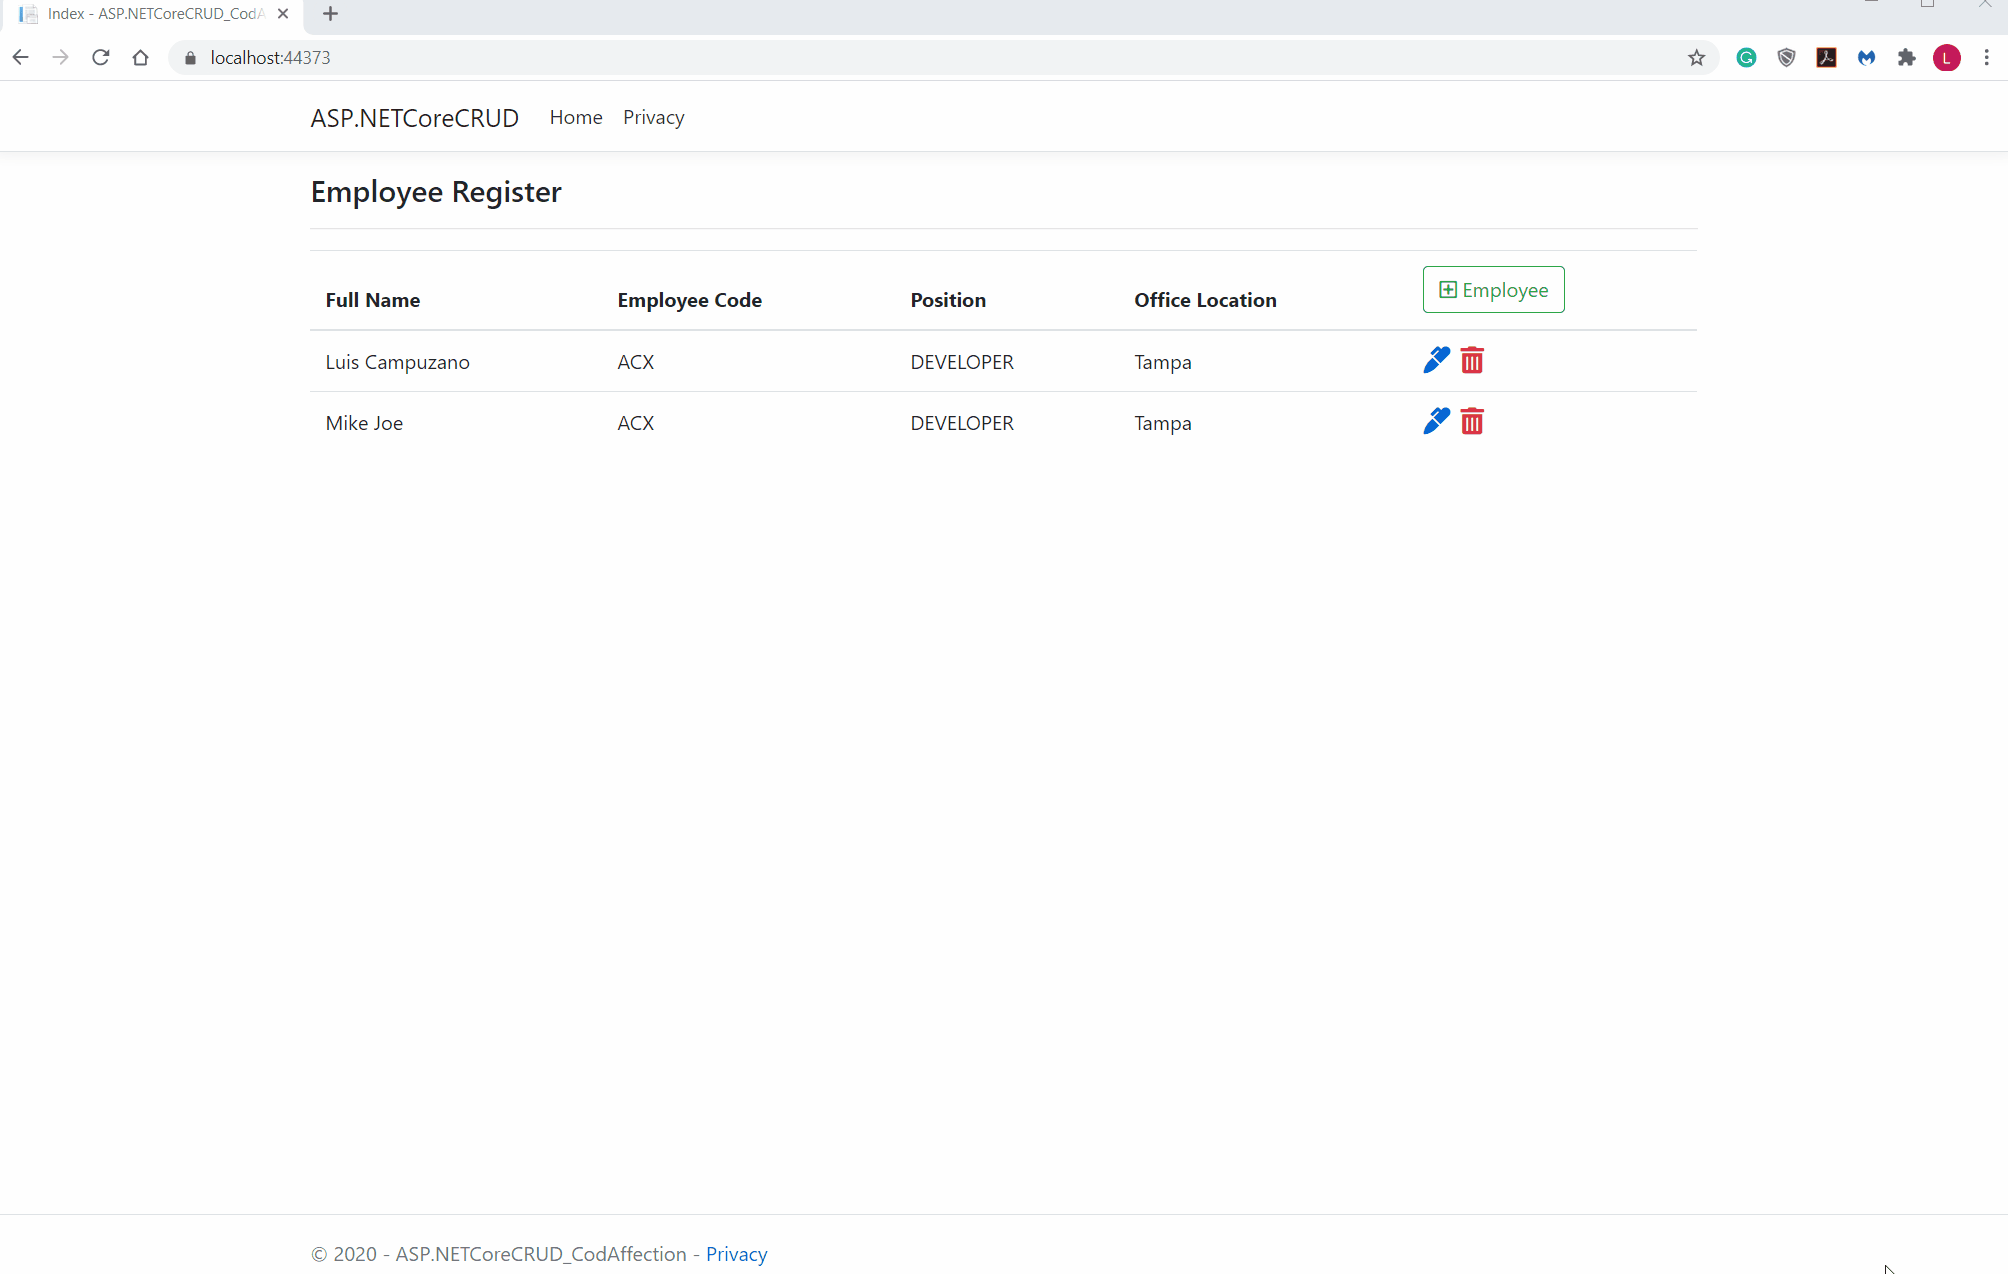 Index - ASP.NETCoreCRUD_CodA
localhost:44373
L
ASP.NETCoreCRUD Home Privacy
Employee Register
Full Name Employee Code Position Office Location Employee
Luis Campuzano ACX DEVELOPER Tampa
Mike Joe ACX DEVELOPER Tampa
© 2020 - ASP.NETCoreCRUD_CodAffection - Privacy